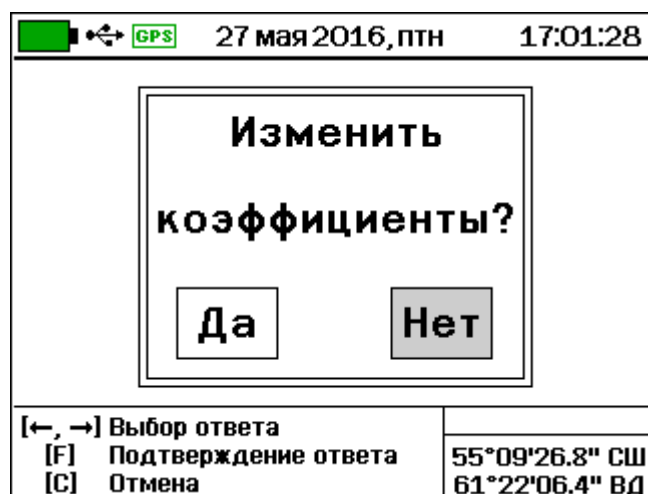 GPS 27 мая 2016, птн 17:01:28
Изменить
коэффициенты?
Да Нет
[←, →] Выбор ответа
[F] Подтверждение ответа
[C] Отмена
55°09'26.8" СШ
61°22'06.4" ВД